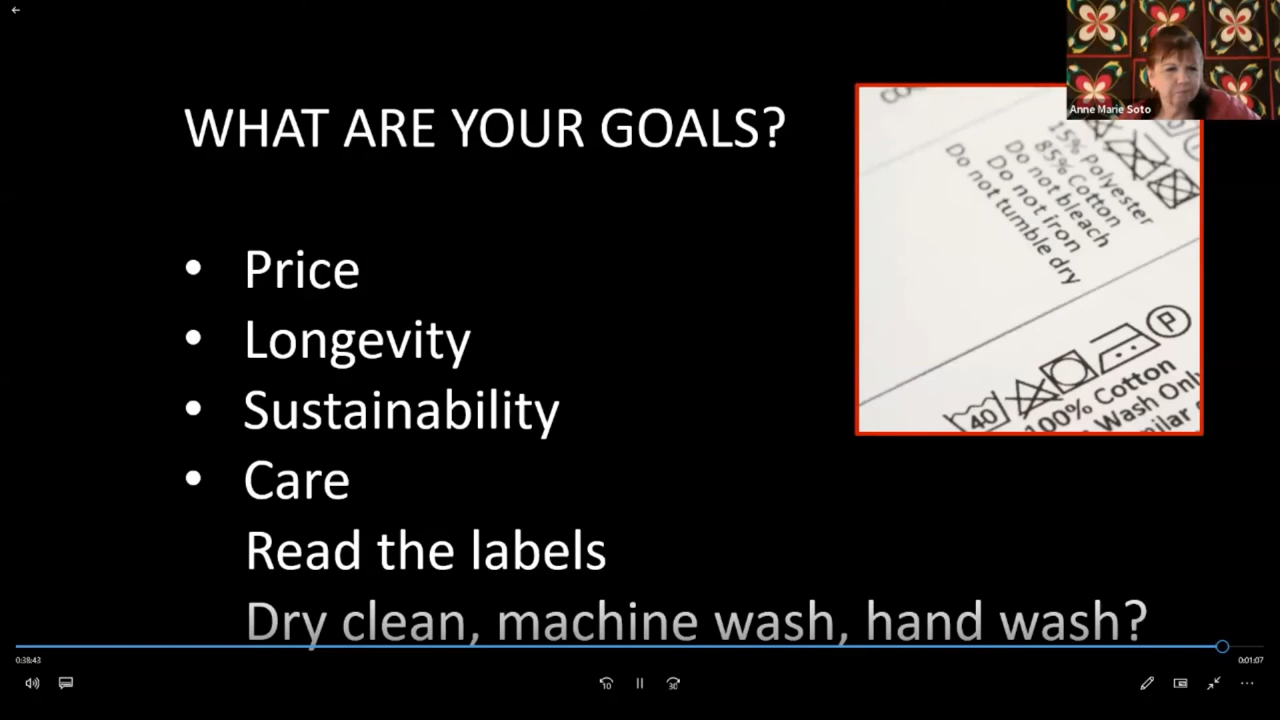 WHAT ARE YOUR GOALS?
Anne Marie Soto
• Price
• Longevity
• Sustainability
• Care
Read the labels
Dry clean, machine wash, hand wash?
15% Polyester
85% Cotton
Do not bleach
Do not iron
Do not tumble dry
P
40
100% Cotton
Wash Only
0:38:43
0:01:07
10
30